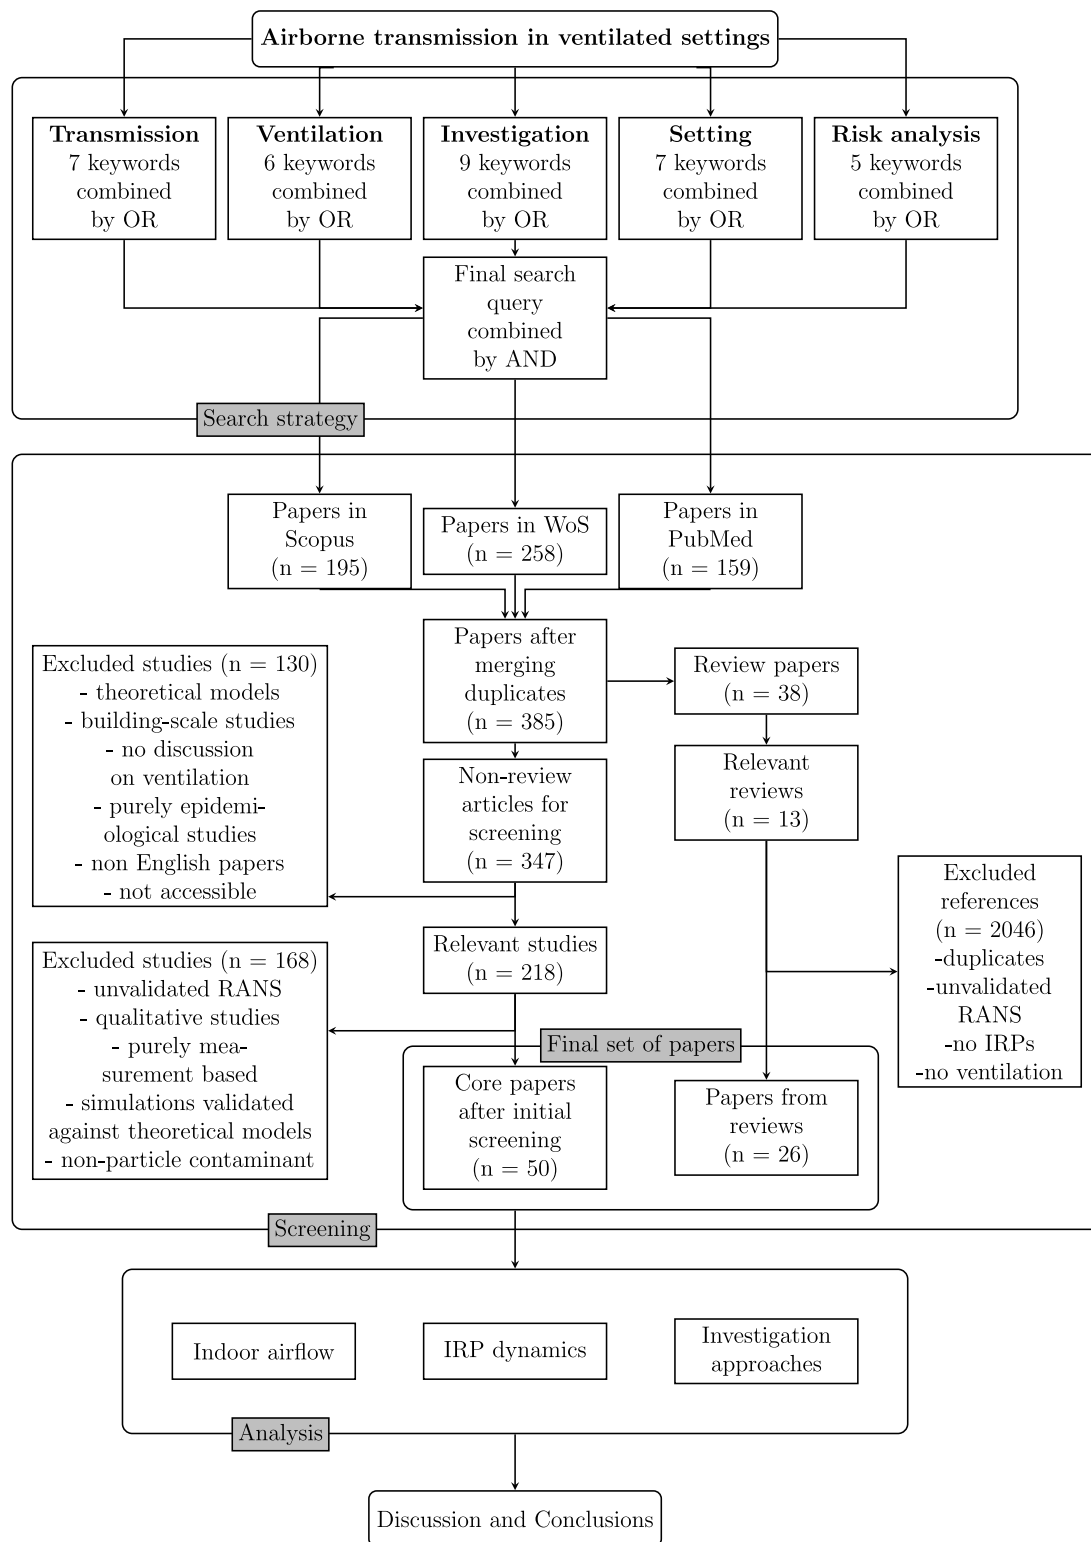 Airborne transmission in ventilated settings
Transmission
7 keywords
combined
by OR
Ventilation
6 keywords
combined
by OR
Investigation
9 keywords
combined
by OR
Setting
7 keywords
combined
by OR
Risk analysis
5 keywords
combined
by OR
Final search
query
combined
by AND
Search strategy
Papers in
Scopus
(n = 195)
Papers in WoS
(n = 258)
Papers in
PubMed
(n = 159)
Papers after
merging
duplicates
(n = 385)
Review papers
(n = 38)
Excluded studies (n = 130)
- theoretical models
- building-scale studies
- no discussion
on ventilation
- purely epidemi-
ological studies
- non English papers
- not accessible
Non-review
articles for
screening
(n = 347)
Relevant
reviews
(n = 13)
Excluded
references
(n = 2046)
-duplicates
-unvalidated
RANS
-no IRPs
-no ventilation
Relevant studies
(n = 218)
Excluded studies (n = 168)
- unvalidated RANS
- qualitative studies
- purely mea-
surement based
- simulations validated
against theoretical models
- non-particle contaminant
Final set of papers
Core papers
after initial
screening
(n = 50)
Papers from
reviews
(n = 26)
Screening
Indoor airflow
IRP dynamics
Investigation
approaches
Analysis
Discussion and Conclusions